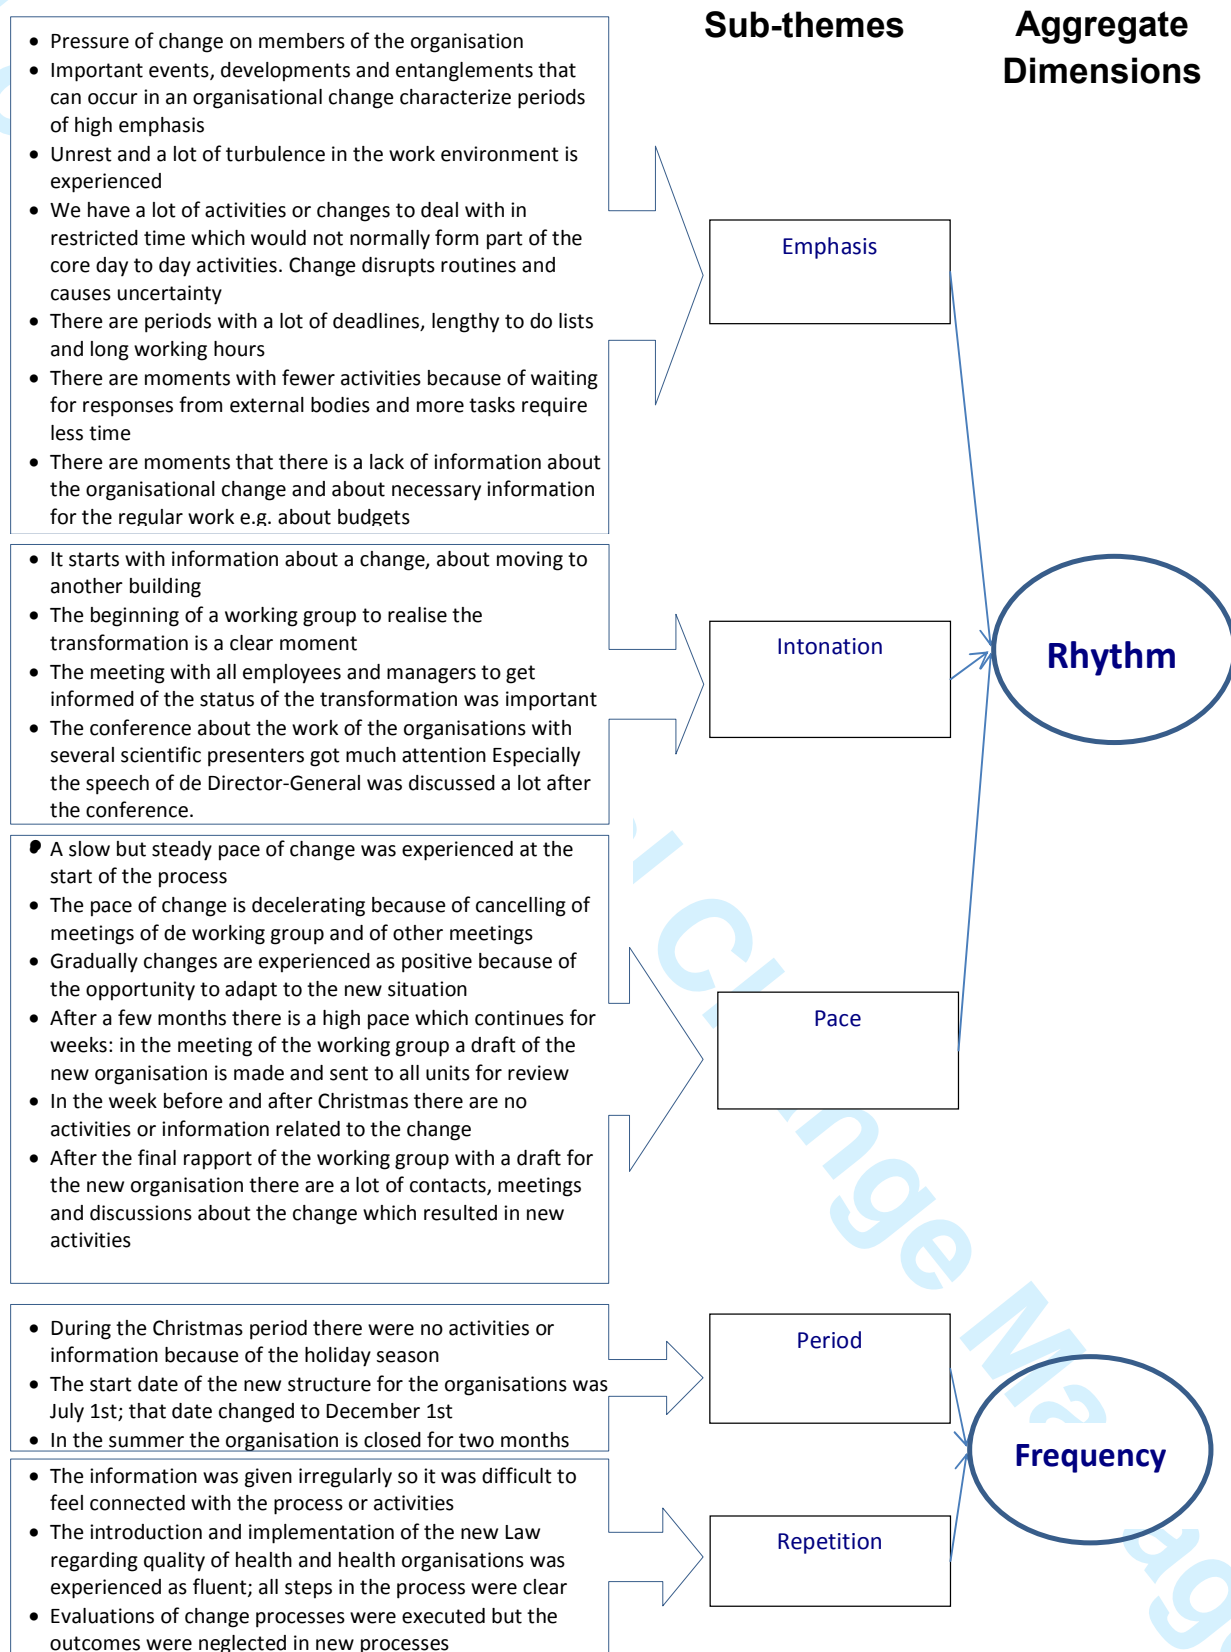 Sub-themes
Aggregate
Dimensions
• Pressure of change on members of the organisation
• Important events, developments and entanglements that
can occur in an organisational change characterize periods
of high emphasis
• Unrest and a lot of turbulence in the work environment is
experienced
• We have a lot of activities or changes to deal with in
restricted time which would not normally form part of the
core day to day activities. Change disrupts routines and
causes uncertainty
• There are periods with a lot of deadlines, lengthy to do lists
and long working hours
• There are moments with fewer activities because of waiting
for responses from external bodies and more tasks require
less time
• There are moments that there is a lack of information about
the organisational change and about necessary information
for the regular work e.g. about budgets
Emphasis
• It starts with information about a change, about moving to
another building
• The beginning of a working group to realise the
transformation is a clear moment
• The meeting with all employees and managers to get
informed of the status of the transformation was important
• The conference about the work of the organisations with
several scientific presenters got much attention Especially
the speech of de Director-General was discussed a lot after
the conference.
Intonation
Rhythm
• A slow but steady pace of change was experienced at the
start of the process
• The pace of change is decelerating because of cancelling of
meetings of de working group and of other meetings
• Gradually changes are experienced as positive because of
the opportunity to adapt to the new situation
• After a few months there is a high pace which continues for
weeks: in the meeting of the working group a draft of the
new organisation is made and sent to all units for review
• In the week before and after Christmas there are no
activities or information related to the change
• After the final rapport of the working group with a draft for
the new organisation there are a lot of contacts, meetings
and discussions about the change which resulted in new
activities
Pace
• During the Christmas period there were no activities or
information because of the holiday season
• The start date of the new structure for the organisations was
July 1st; that date changed to December 1st
• In the summer the organisation is closed for two months
Period
Frequency
• The information was given irregularly so it was difficult to
feel connected with the process or activities
• The introduction and implementation of the new Law
regarding quality of health and health organisations was
experienced as fluent; all steps in the process were clear
• Evaluations of change processes were executed but the
outcomes were neglected in new processes
Repetition